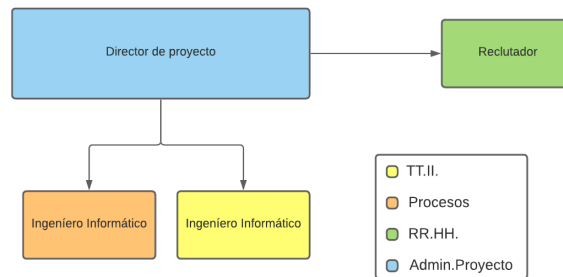 Director de proyecto
Reclutador
Ingeníero Informático
Ingeníero Informático
TT.II.
Procesos
RR.HH.
Admin.Proyecto